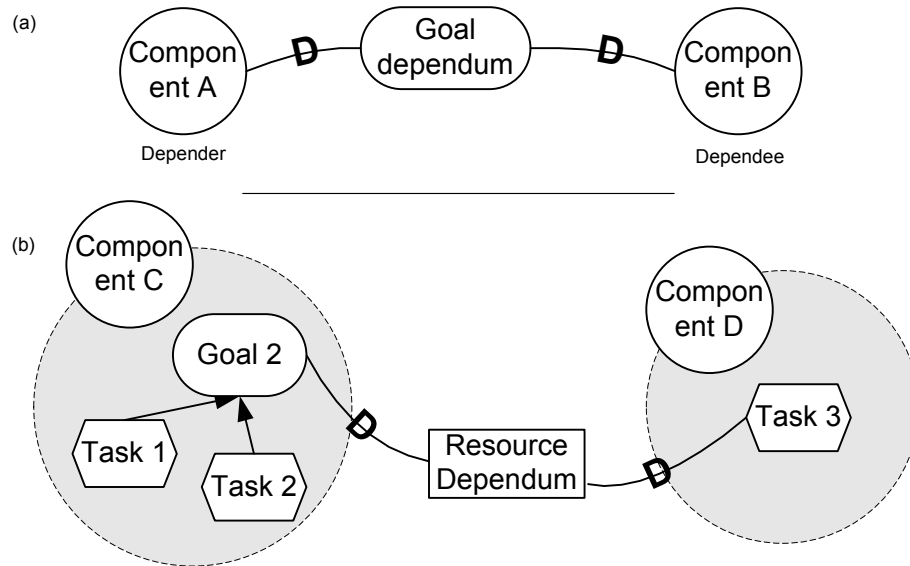 (a)
Compon
ent A
D
Goal
dependum
D
Compon
ent B
Depender
Dependee
(b)
Compon
ent C
Compon
ent D
Goal 2
Task 1
Task 2
D
Resource
Dependum
D
Task 3